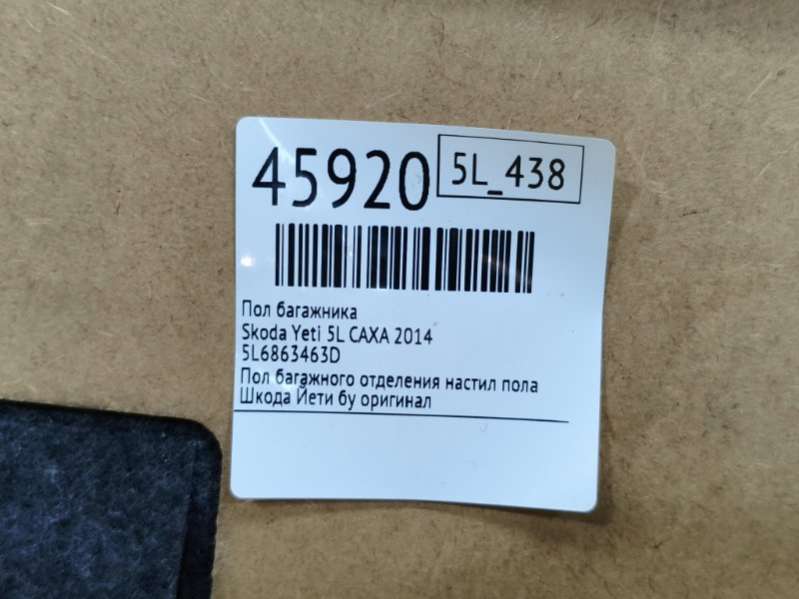 45920
5L_438
Пол багажника
Skoda Yeti 5L CAXA 2014
5L6863463D
Пол багажного отделения настил пола
Шкода Йети бу оригинал